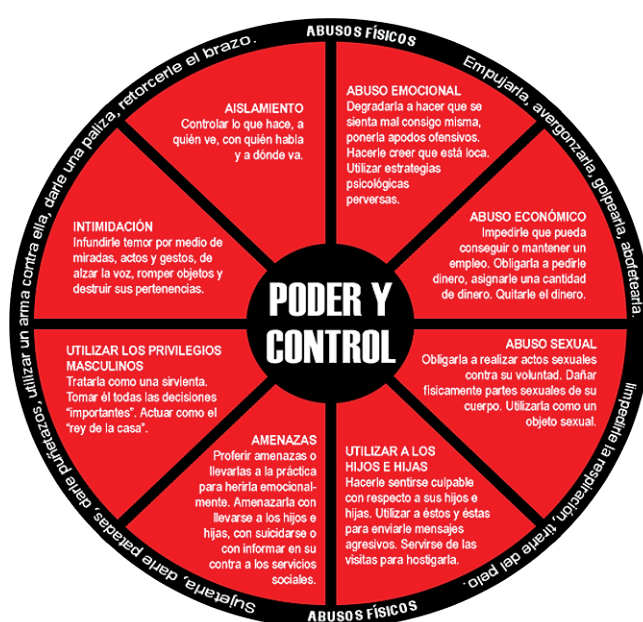 ABUSOS FÍSICOS
Empujarla, avergonzarla, golpearla, abofetearla.
Impedirle la respiración, tirarle del pelo.
ABUSOS FÍSICOS
Sujetarla, darle patadas, darle puñetazos, utilizar un arma contra ella, darle una paliza, retorcerle el brazo.
PODER Y
CONTROL
ABUSO EMOCIONAL
Degradarla a hacer que se
sienta mal consigo misma,
ponerla apodos ofensivos.
Hacerle creer que está loca.
Utilizar estrategias
psicológicas
perversas.
ABUSO ECONÓMICO
Impedirle que pueda
conseguir o mantener un
empleo. Obligarla a pedirle
dinero, asignarle una cantidad
de dinero. Quitarle el dinero.
ABUSO SEXUAL
Obligarla a realizar actos sexuales
contra su voluntad. Dañar
físicamente partes sexuales de su
cuerpo. Utilizarla como un
objeto sexual.
UTILIZAR A LOS
HIJOS E HIJAS
Hacerle sentirse culpable
con respecto a sus hijos e
hijas. Utilizar a éstos y éstas
para enviarle mensajes
agresivos. Servirse de las
visitas para hostigarla.
AMENAZAS
Proferir amenazas o
llevarlas a la práctica
para herirla emocional-
mente. Amenazarla con
llevarse a los hijos e
hijas, con suicidarse o
con informar en su
contra a los servicios
sociales.
UTILIZAR LOS PRIVILEGIOS
MASCULINOS
Tratarla como una sirvienta.
Tomar él todas las decisiones
"importantes". Actuar como el
"rey de la casa".
INTIMIDACIÓN
Infundirle temor por medio de
miradas, actos y gestos, de
alzar la voz, romper objetos y
destruir sus pertenencias.
AISLAMIENTO
Controlar lo que hace, a
quién ve, con quién habla
y a dónde va.